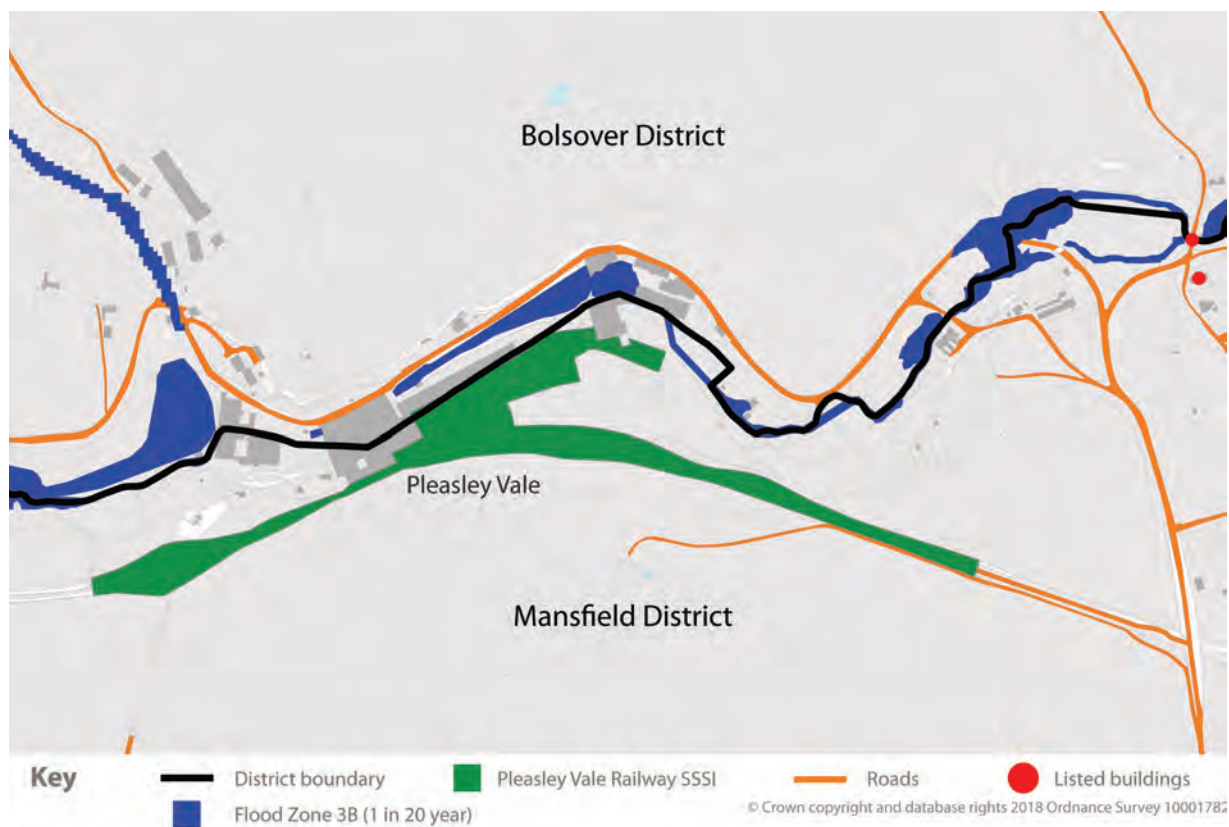 Bolsover District
Pleasley Vale
Mansfield District
Key
District boundary
Pleasley Vale Railway SSSI
Roads
Listed buildings
Flood Zone 3B (1 in 20 year)
© Crown copyright and database rights 2018 Ordnance Survey 10001782